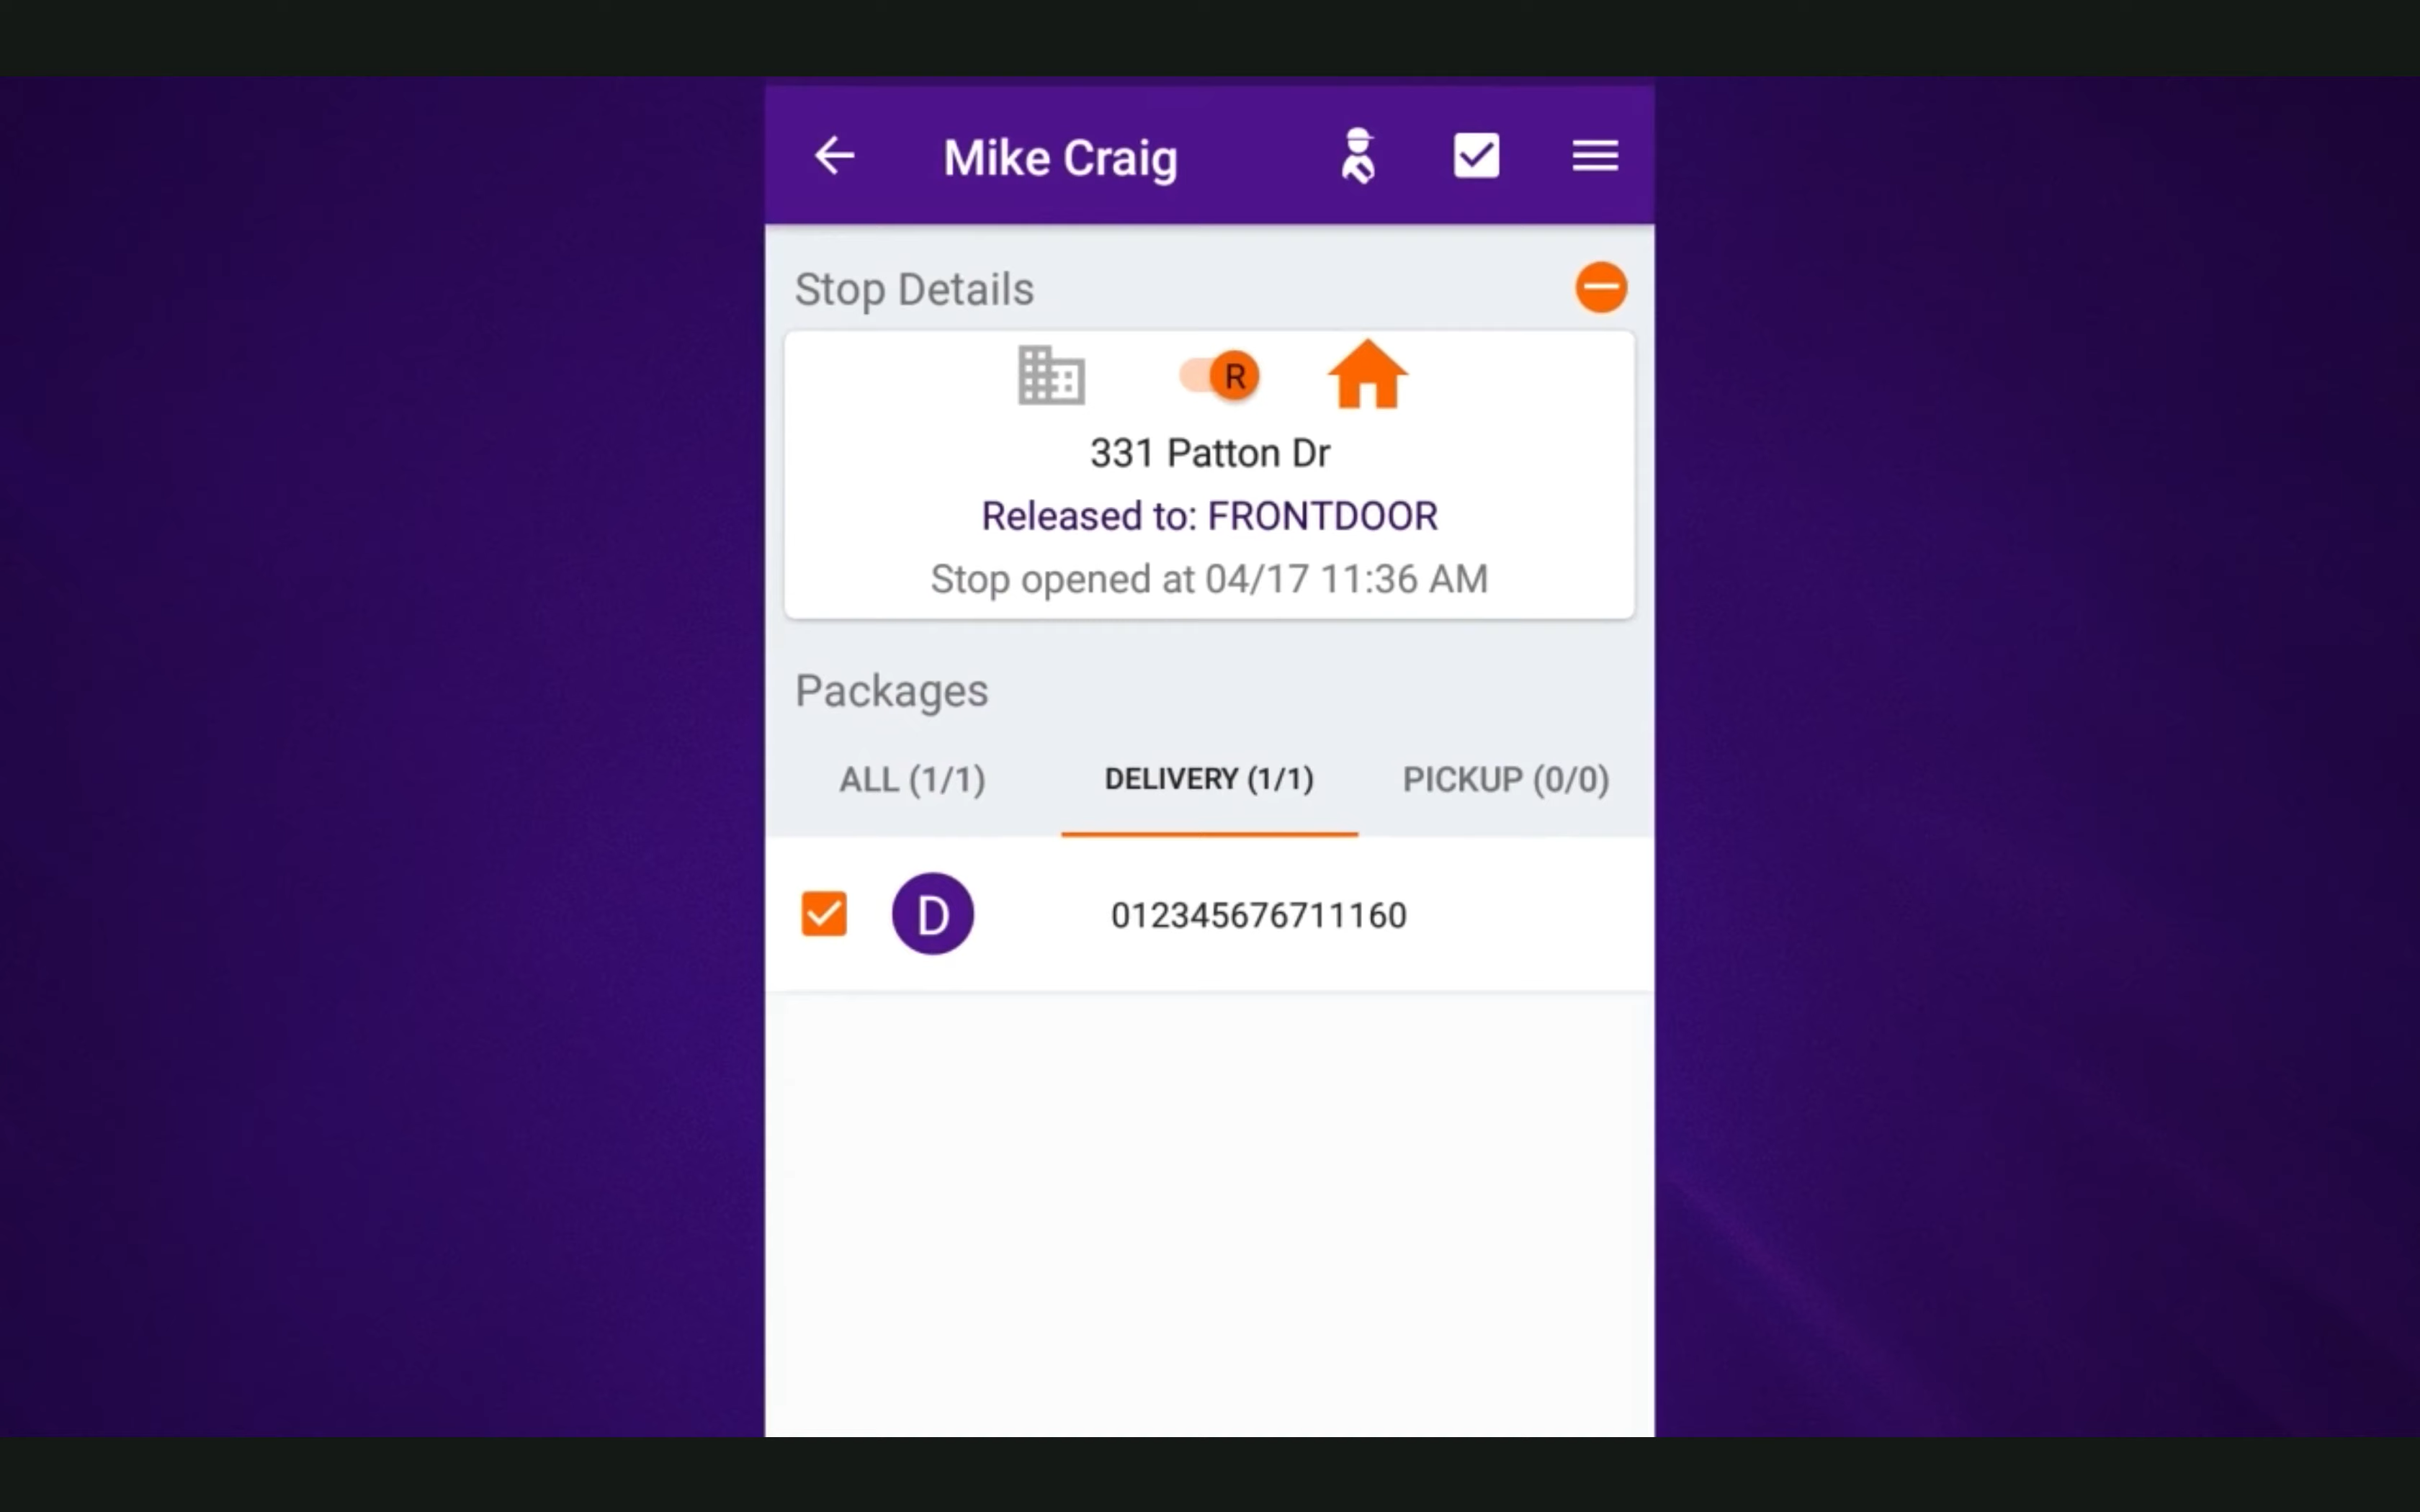 Mike Craig
Stop Details
R
331 Patton Dr
Released to: FRONTDOOR
Stop opened at 04/17 11:36 AM
Packages
ALL (1/1) DELIVERY (1/1) PICKUP (0/0)
D 012345676711160